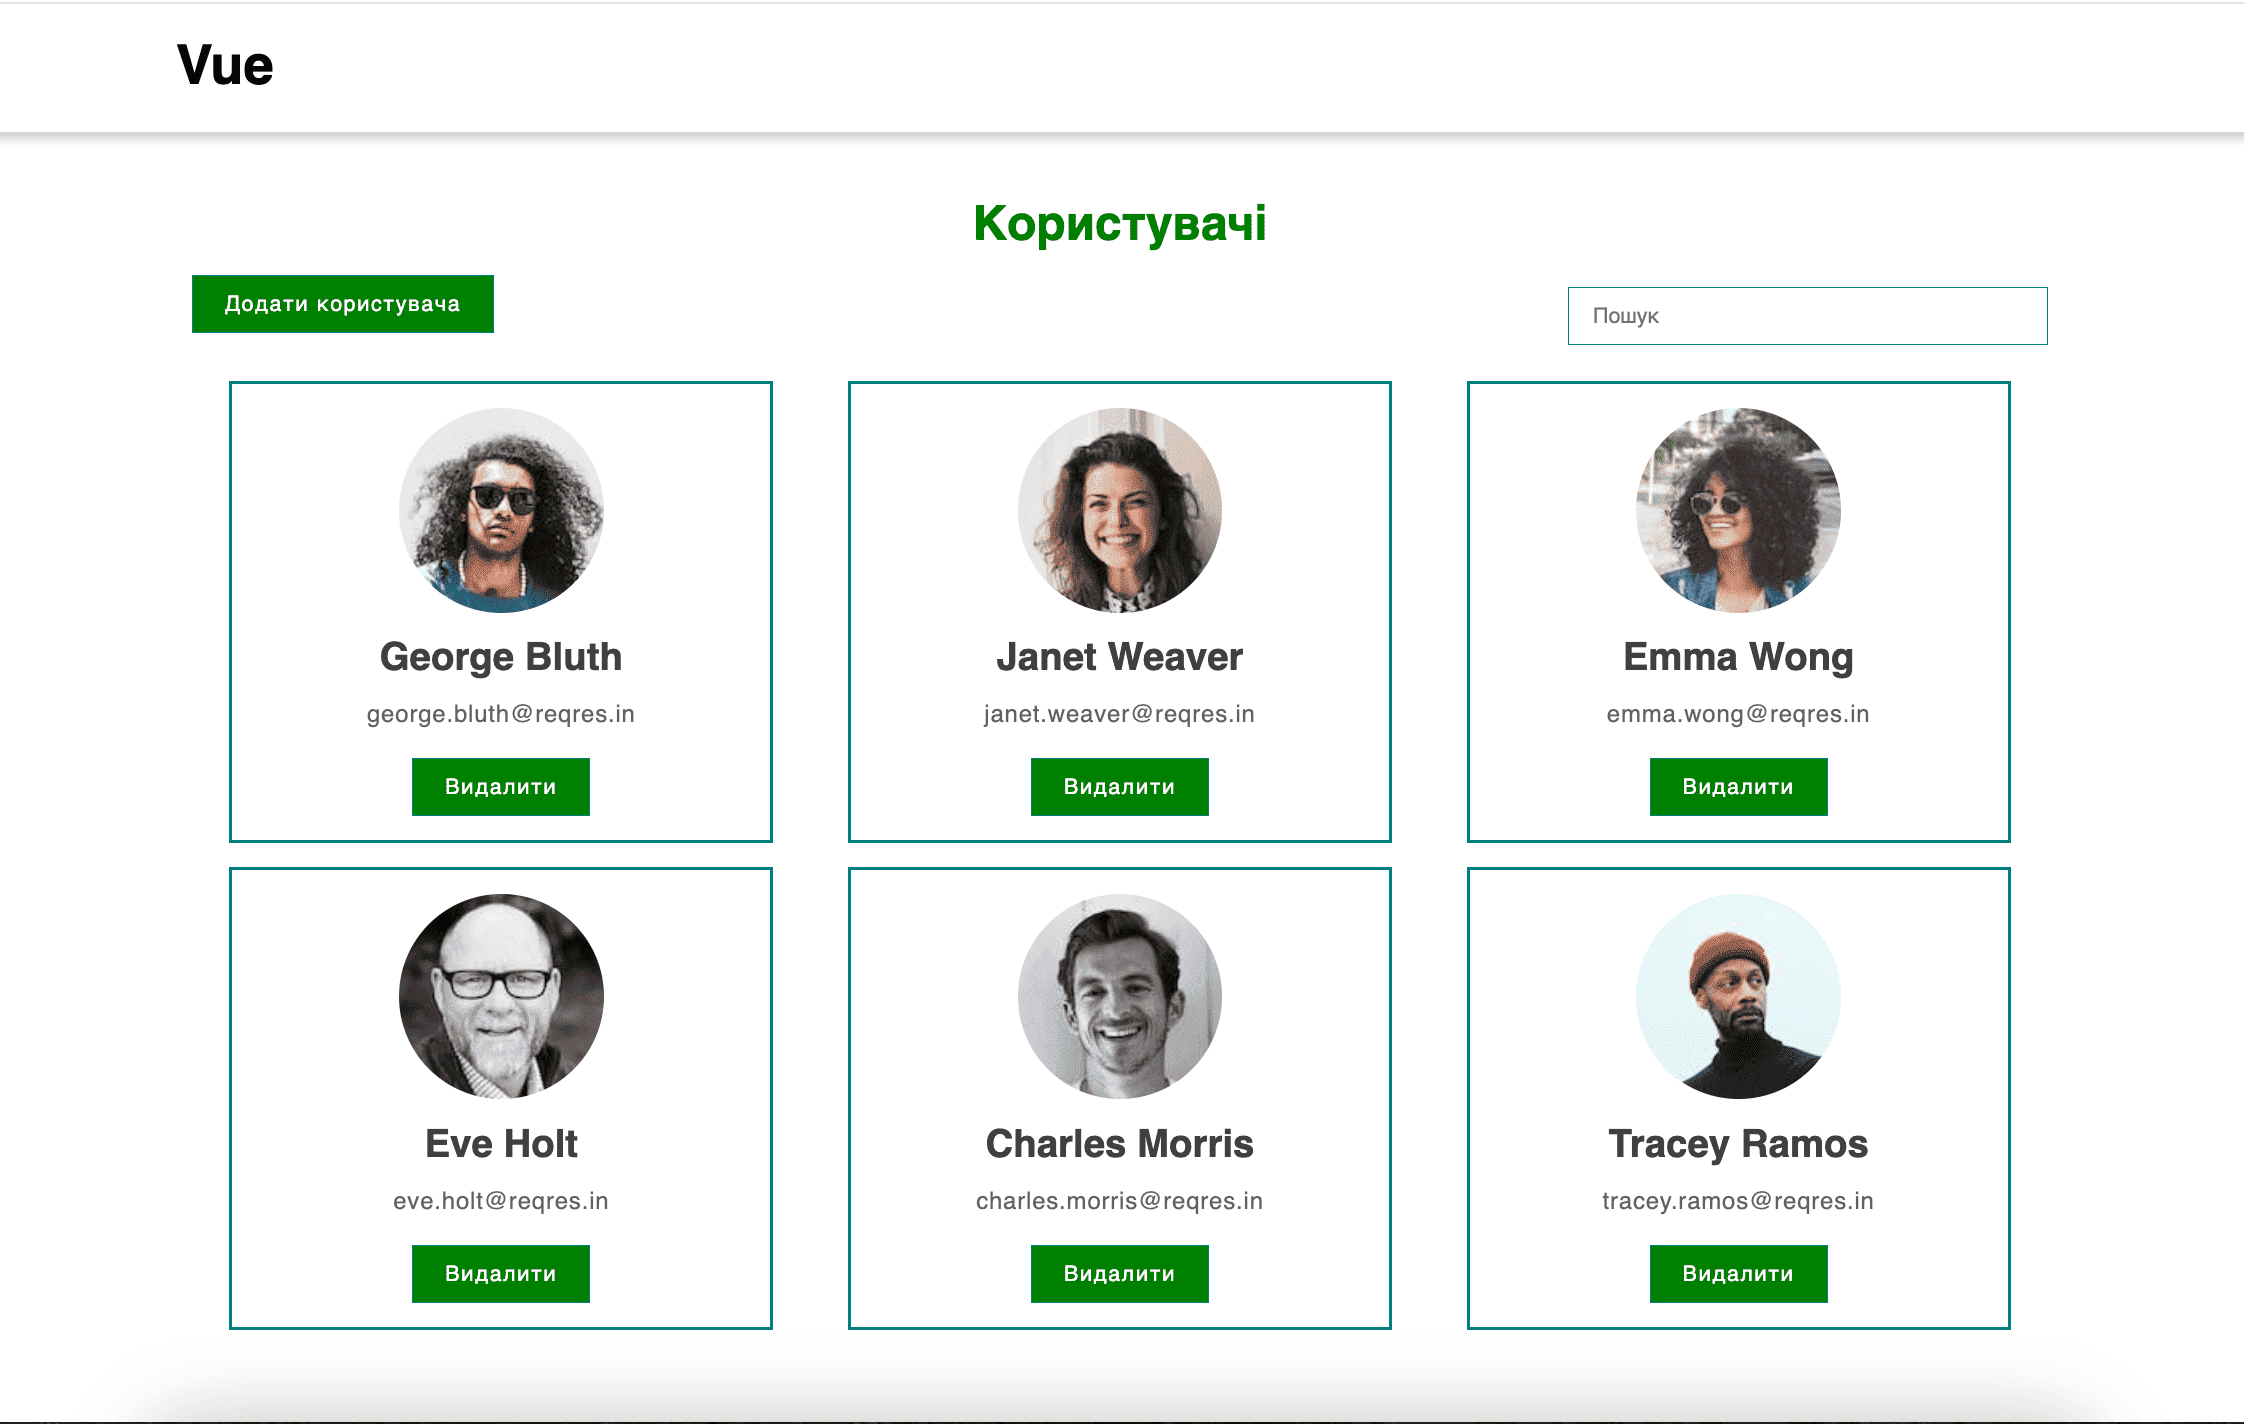 Vue
Користувачі
Додати користувача
Пошук
George Bluth
george.bluth@reqres.in
Видалити
Janet Weaver
janet.weaver@reqres.in
Видалити
Emma Wong
emma.wong@reqres.in
Видалити
Eve Holt
eve.holt@reqres.in
Видалити
Charles Morris
charles.morris@reqres.in
Видалити
Tracey Ramos
tracey.ramos@reqres.in
Видалити